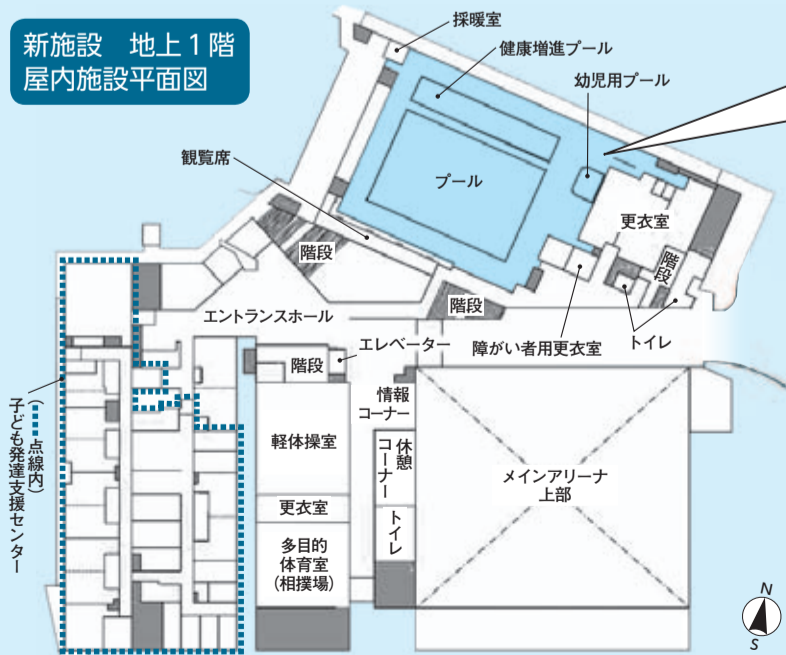 新施設　地上1階
屋内施設平面図
採暖室
健康増進プール
幼児用プール
観覧席
プール
更衣室
階段
階段
階段
エントランスホール
エレベーター
障がい者用更衣室
トイレ
階段
情報
コーナー
軽体操室
休憩
コーナー
メインアリーナ
上部
更衣室
トイレ
多目的
体育室
(相撲場)
子ども発達支援センター
(点線内)
N
S